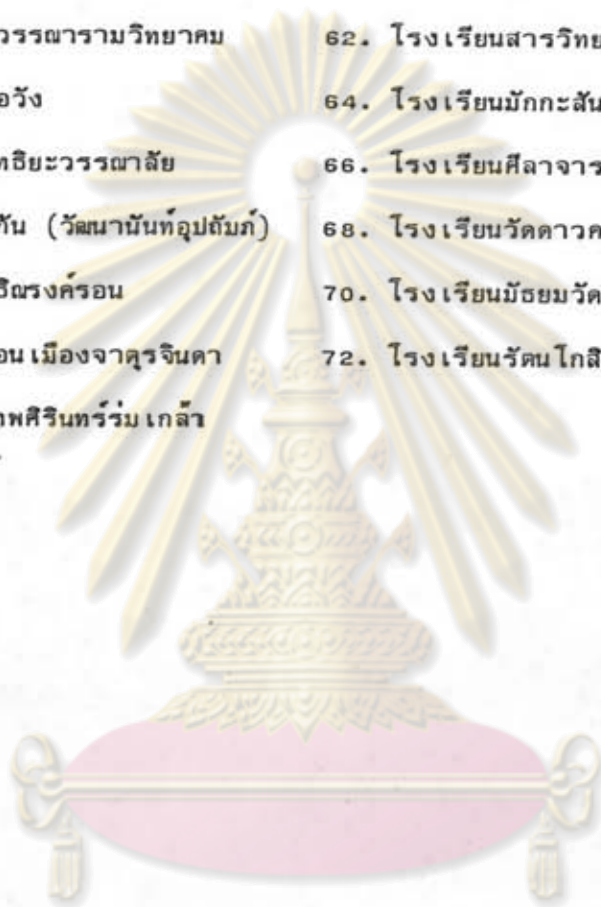 วรรณารามวิทยาคม 62. โรงเรียนสารวิทย
อวัง 64. โรงเรียนมักกะสัน
ทธิยะวรรณาลัย 66. โรงเรียนศีลาจาร
กัน (วัฒนานันท์อุปถัมภ์) 68. โรงเรียนวัดดาวค
ธิณรงค์รอน 70. โรงเรียนมัธยมวัด
อนเมืองจาตุรจินดา 72. โรงเรียนรัตนโกสิ
ทพศิรินทร์ร่มเกล้า